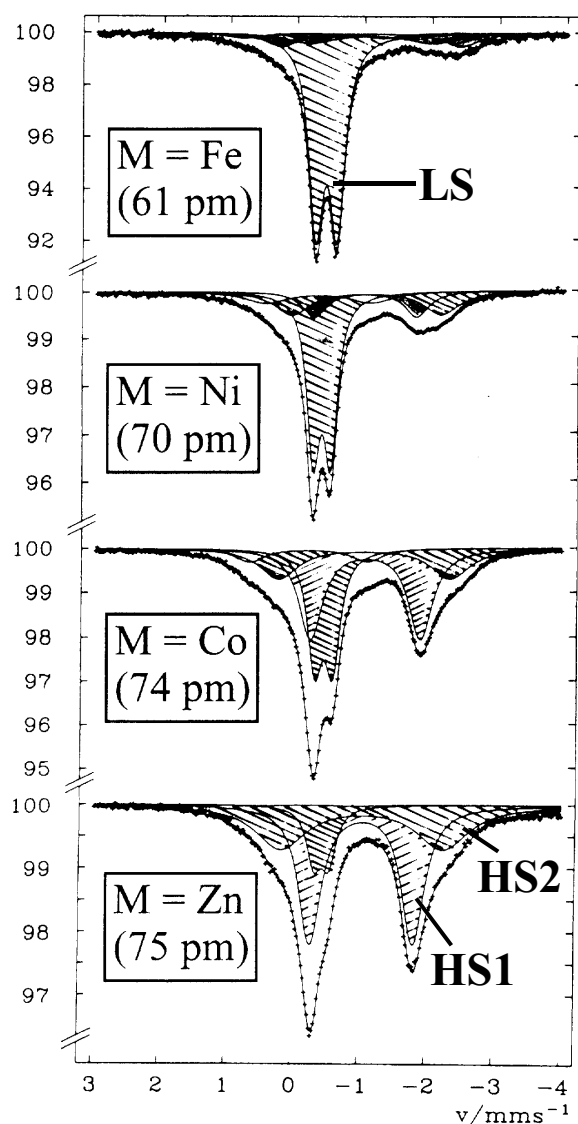 100
98
96
94
92
M = Fe
(61 pm)
LS
100
99
98
97
96
M = Ni
(70 pm)
100
99
98
97
96
95
M = Co
(74 pm)
100
99
98
97
M = Zn
(75 pm)
HS2
HS1
3 2 1 0 -1 -2 -3 -4
v/mms⁻¹